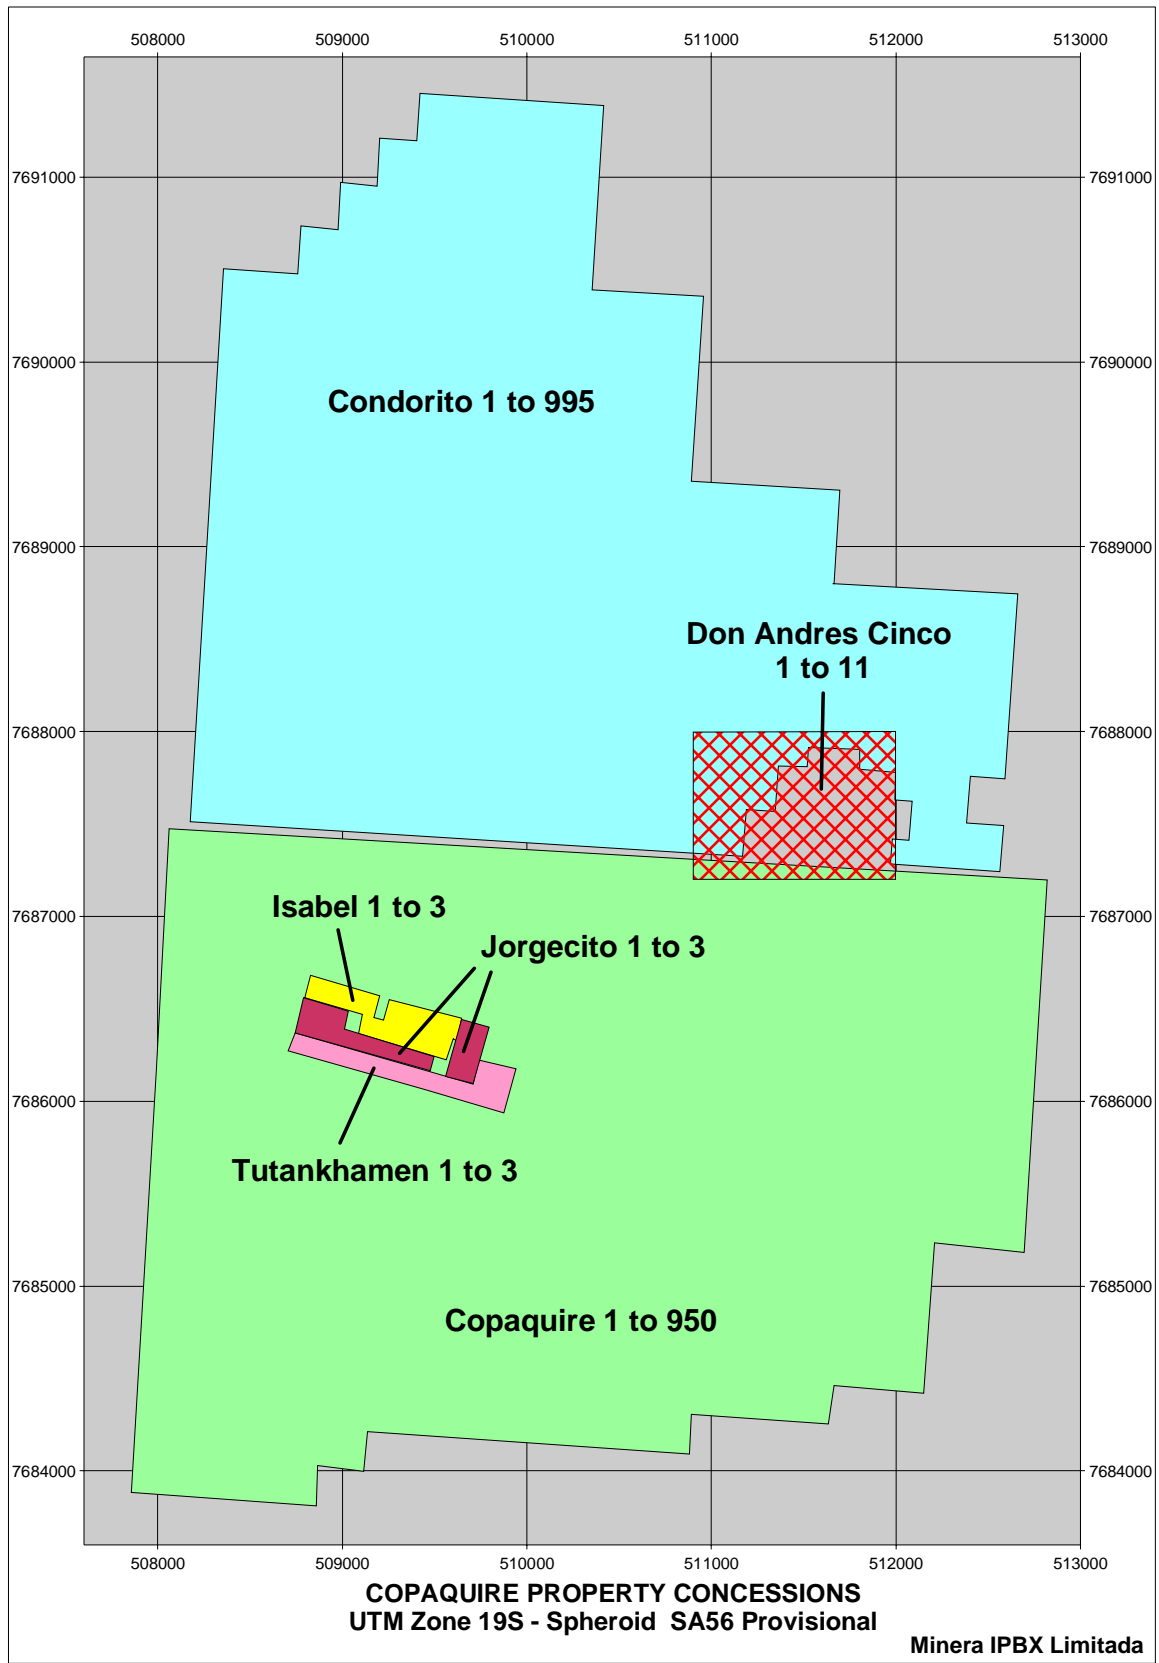 508000 509000 510000 511000 512000 513000
7691000 7691000
7690000 7690000
Condorito 1 to 995
7689000 7689000
Don Andres Cinco
1 to 11
7688000 7688000
7687000 7687000
Isabel 1 to 3
Jorgecito 1 to 3
7686000 7686000
Tutankhamen 1 to 3
7685000 7685000
Copaquire 1 to 950
7684000 7684000
508000 509000 510000 511000 512000 513000
COPAQUIRE PROPERTY CONCESSIONS
UTM Zone 19S - Spheroid SA56 Provisional
Minera IPBX Limitada